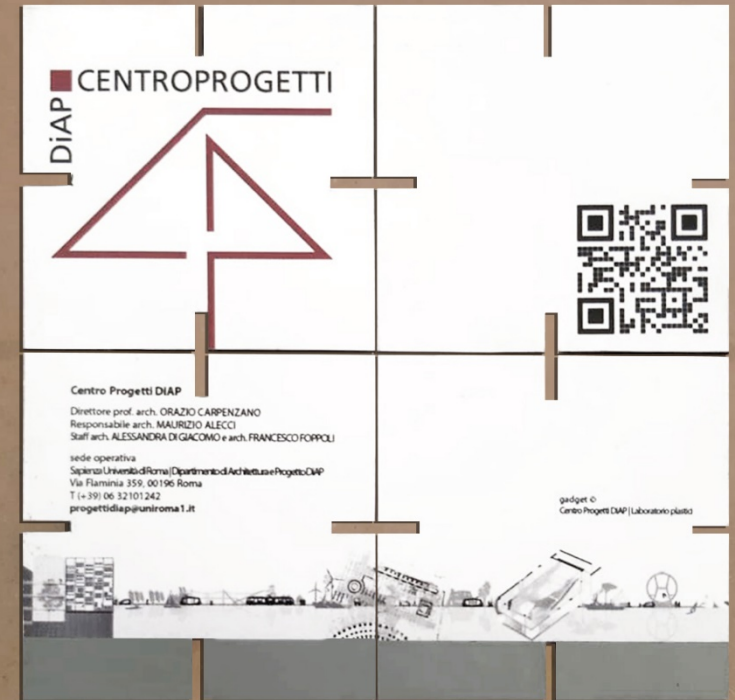 CENTROPROGETTI
DiAP
Centro Progetti DiAP
Direttore prof. arch. ORAZIO CARPENZANO
Responsabile arch. MAURIZIO ALECCI
Staff arch. ALESSANDRA DI GIACOMO e arch. FRANCESCO FOPPOLI
sede operativa
Sapienza Università di Roma | Dipartimento di Architettura e Progetto DiAP
Via Flaminia 359, 00196 Roma
T (+39) 06 32101242
progettidiap@uniroma1.it
gadget ©
Centro Progetti DiAP | Laboratorio plastici